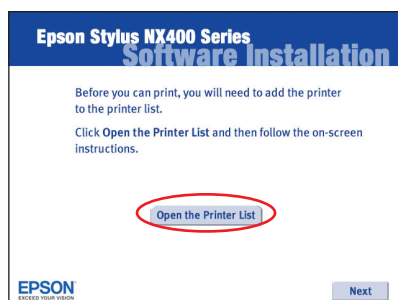 Epson Stylus NX400 Series
Software Installation
Before you can print, you will need to add the printer
to the printer list.
Click Open the Printer List and then follow the on-screen
instructions.
Open the Printer List
EPSON
EXCEED YOUR VISION
Next